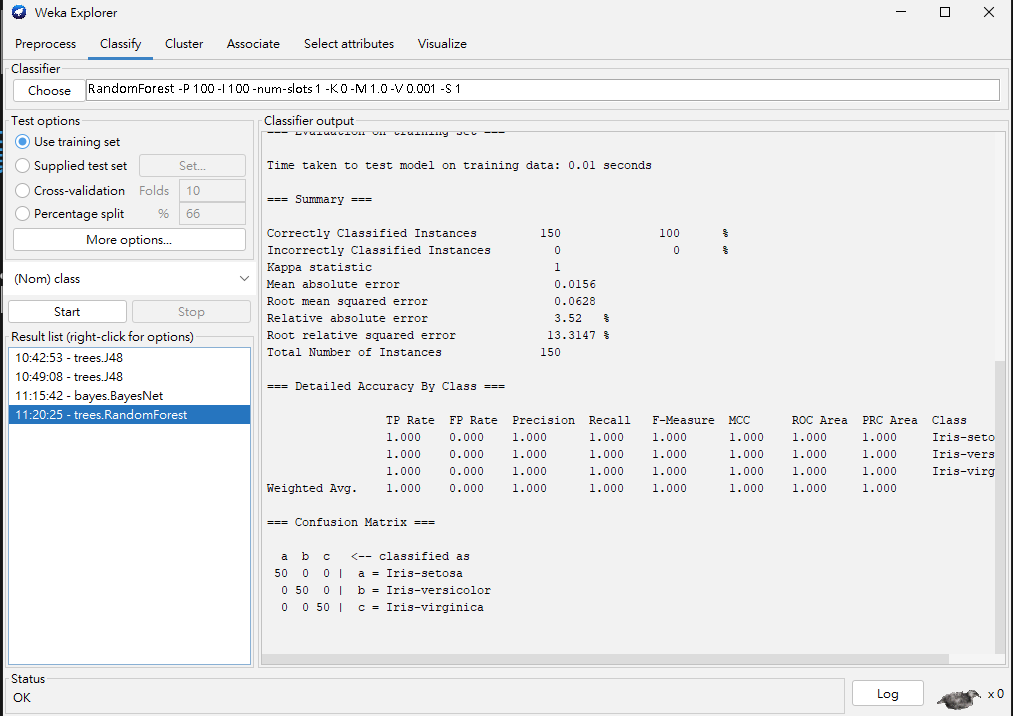 Weka Explorer
Preprocess Classify Cluster Associate Select attributes Visualize
Classifier
Choose RandomForest -P 100 -I 100 -num-slots 1 -K 0 -M 1.0 -V 0.001 -S 1
Test options
Use training set
Supplied test set Set...
Cross-validation Folds 10
Percentage split % 66
More options...
(Nom) class
Start Stop
Result list (right-click for options)
10:42:53 - trees.J48
10:49:08 - trees.J48
11:15:42 - bayes.BayesNet
11:20:25 - trees.RandomForest
Classifier output
=== Evaluation on training set ===
Time taken to test model on training data: 0.01 seconds
=== Summary ===
Correctly Classified Instances 150 100 %
Incorrectly Classified Instances 0 0 %
Kappa statistic 1
Mean absolute error 0.0156
Root mean squared error 0.0628
Relative absolute error 3.52 %
Root relative squared error 13.3147 %
Total Number of Instances 150
=== Detailed Accuracy By Class ===
TP Rate FP Rate Precision Recall F-Measure MCC ROC Area PRC Area Class
1.000 0.000 1.000 1.000 1.000 1.000 1.000 1.000 Iris-seto
1.000 0.000 1.000 1.000 1.000 1.000 1.000 1.000 Iris-vers
1.000 0.000 1.000 1.000 1.000 1.000 1.000 1.000 Iris-virg
Weighted Avg. 1.000 0.000 1.000 1.000 1.000 1.000 1.000 1.000
=== Confusion Matrix ===
a b c <-- classified as
50 0 0 | a = Iris-setosa
0 50 0 | b = Iris-versicolor
0 0 50 | c = Iris-virginica
Status
OK
Log x 0